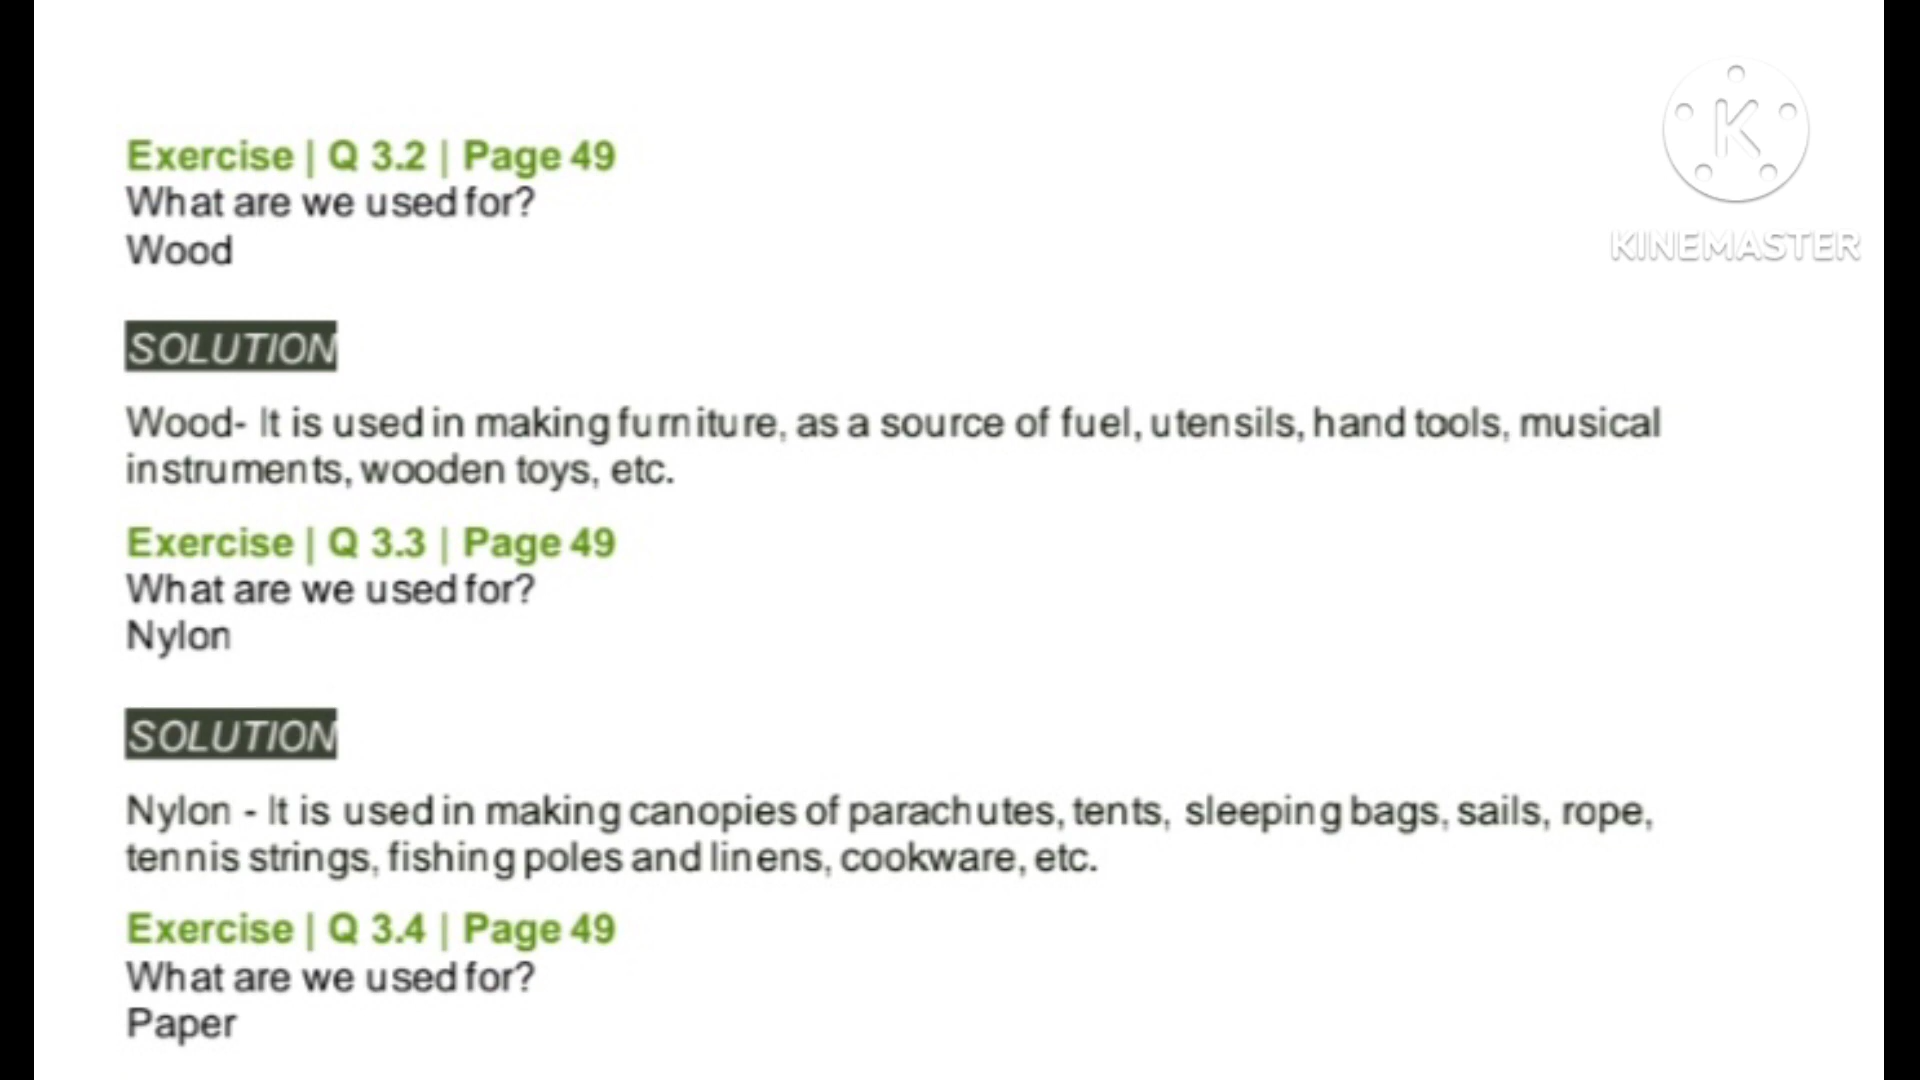 Exercise | Q 3.2 | Page 49
What are we used for?
Wood
SOLUTION
Wood- It is used in making furniture, as a source of fuel, utensils, hand tools, musical
instruments, wooden toys, etc.
Exercise | Q 3.3 | Page 49
What are we used for?
Nylon
SOLUTION
Nylon - It is used in making canopies of parachutes, tents, sleeping bags, sails, rope,
tennis strings, fishing poles and linens, cookware, etc.
Exercise | Q 3.4 | Page 49
What are we used for?
Paper
K
KINEMASTER